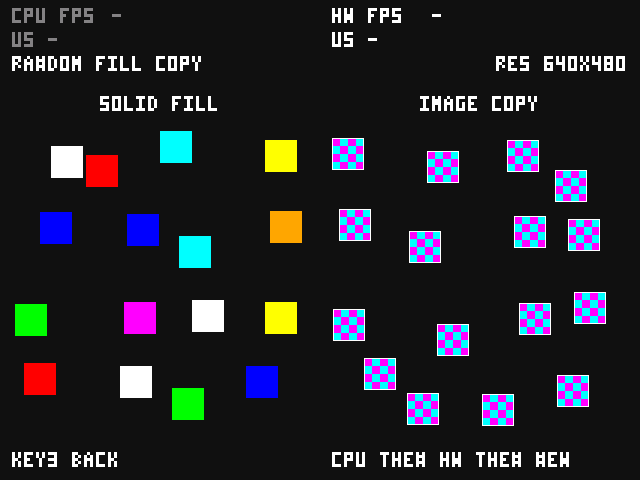 CPU FPS -
US -
RANDOM FILL COPY
HW FPS -
US -
RES 640X480
SOLID FILL
IMAGE COPY
KEY3 BACK
CPU THEN HW THEN NEW